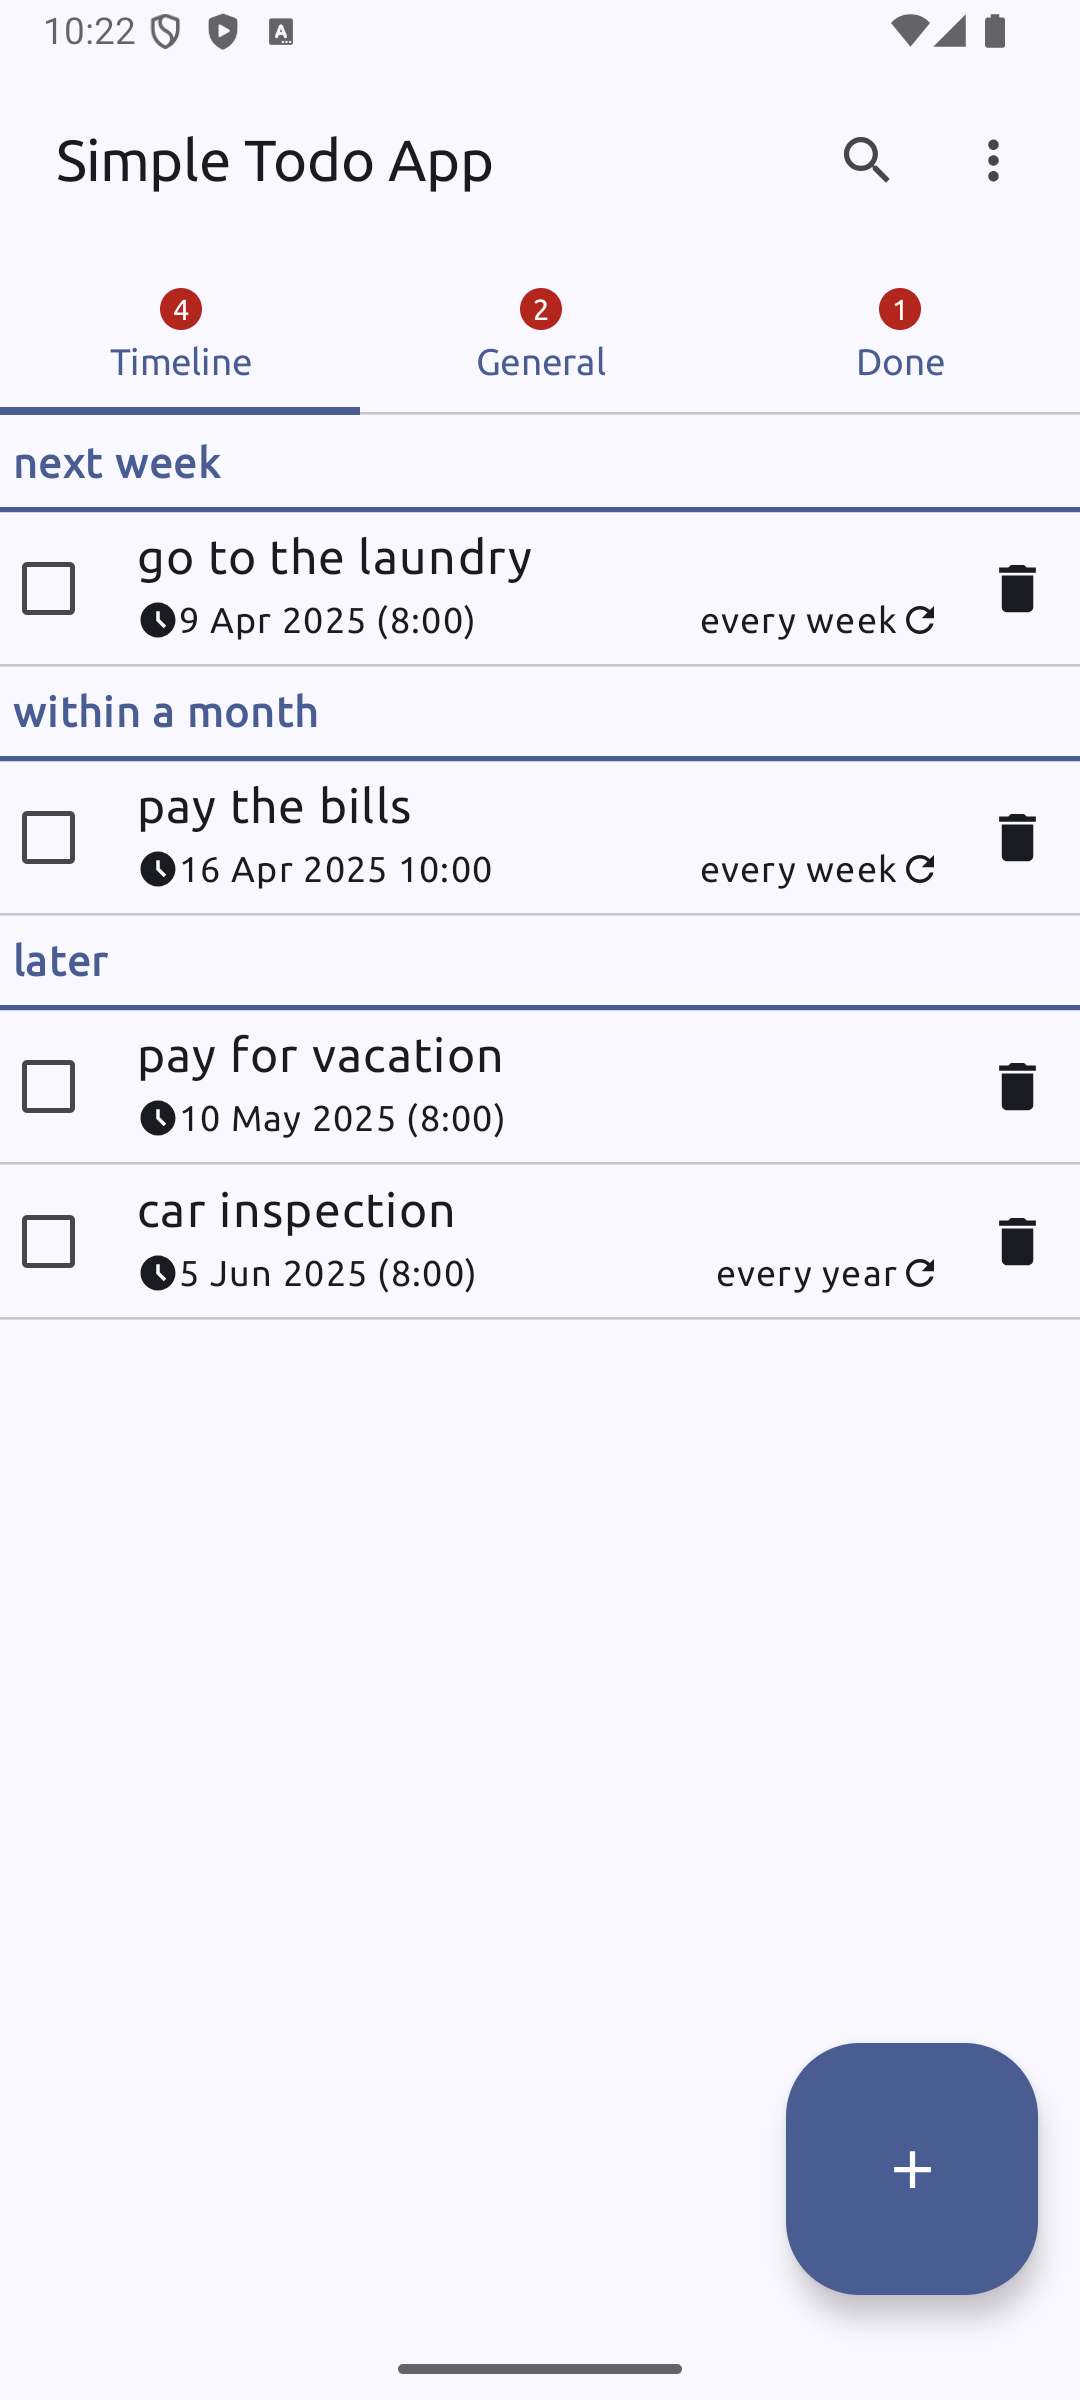 10:22
Simple Todo App
4 2 1
Timeline General Done
next week
go to the laundry
9 Apr 2025 (8:00) every week
within a month
pay the bills
16 Apr 2025 10:00 every week
later
pay for vacation
10 May 2025 (8:00)
car inspection
5 Jun 2025 (8:00) every year